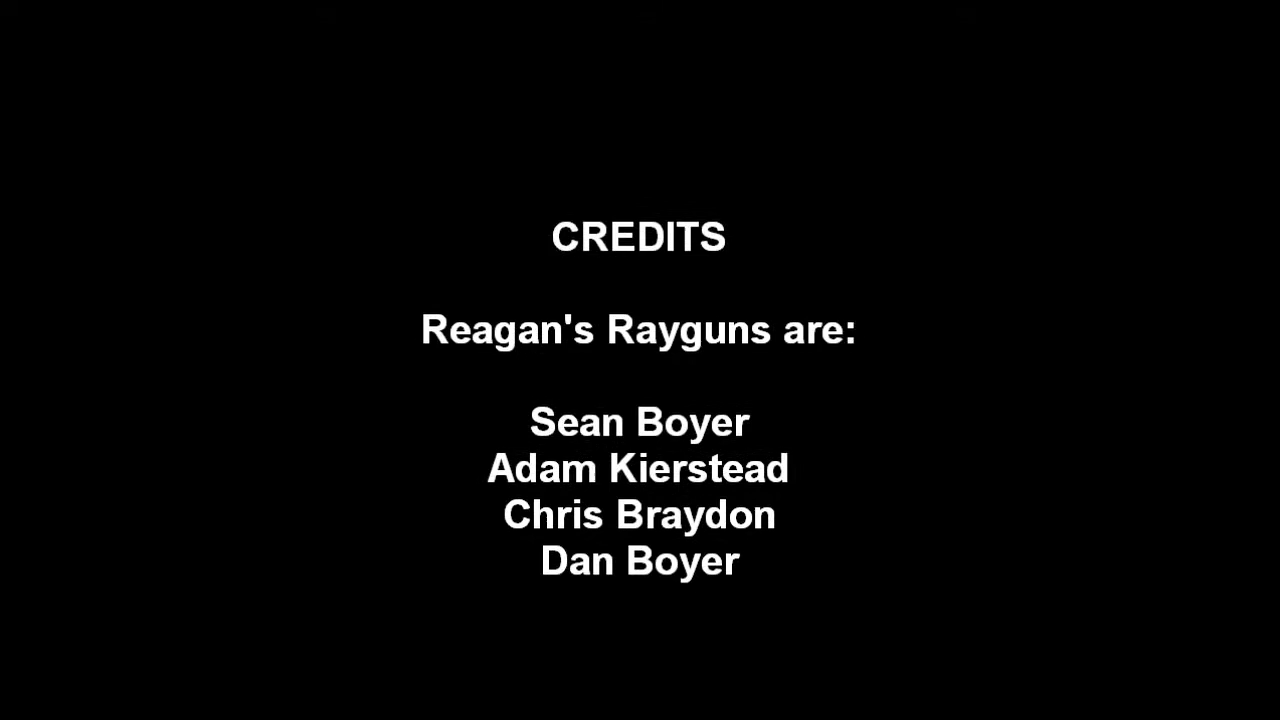 CREDITS
Reagan's Rayguns are:
Sean Boyer
Adam Kierstead
Chris Braydon
Dan Boyer